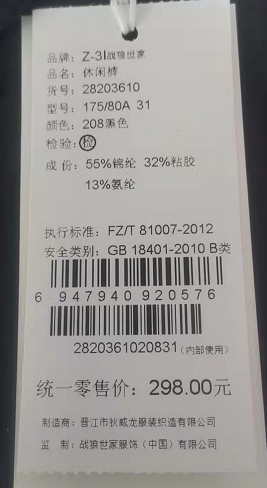 品牌: Z-3I战狼世家
品名: 休闲裤
货号: 28203610
型号: 175/80A 31
颜色: 208黑色
检验: 检
成份: 55%锦纶 32%粘胶
13%氨纶
执行标准: FZ/T 81007-2012
安全类别: GB 18401-2010 B类
6 947940 920576
2820361020831(内部使用)
统一零售价: 298.00元
制造商: 晋江市狄威龙服装织造有限公司
监 制: 战狼世家服饰(中国)有限公司